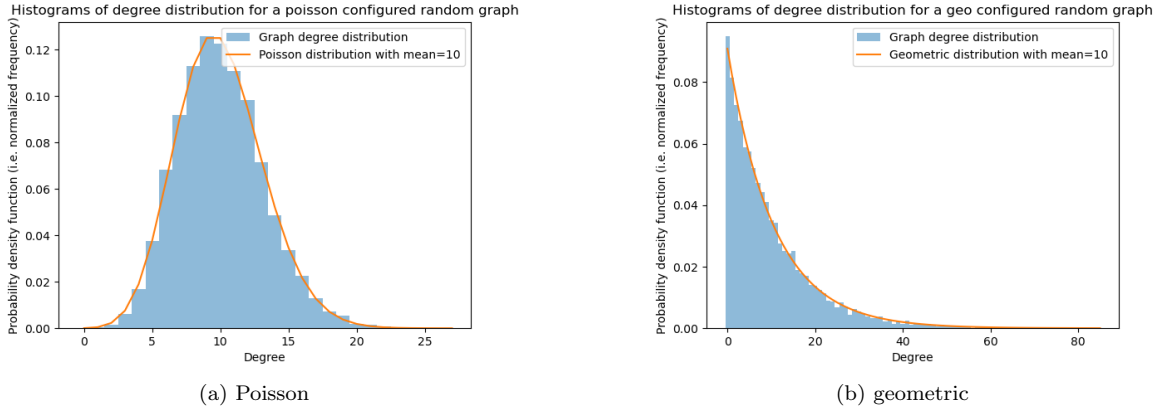 Histograms of degree distribution for a poisson configured random graph
Graph degree distribution
Poisson distribution with mean=10
Probability density function (i.e. normalized frequency)
0.12
0.10
0.08
0.06
0.04
0.02
0.00
0 5 10 15 20 25
Degree
(a) Poisson
Histograms of degree distribution for a geo configured random graph
Graph degree distribution
Geometric distribution with mean=10
Probability density function (i.e. normalized frequency)
0.08
0.06
0.04
0.02
0.00
0 20 40 60 80
Degree
(b) geometric